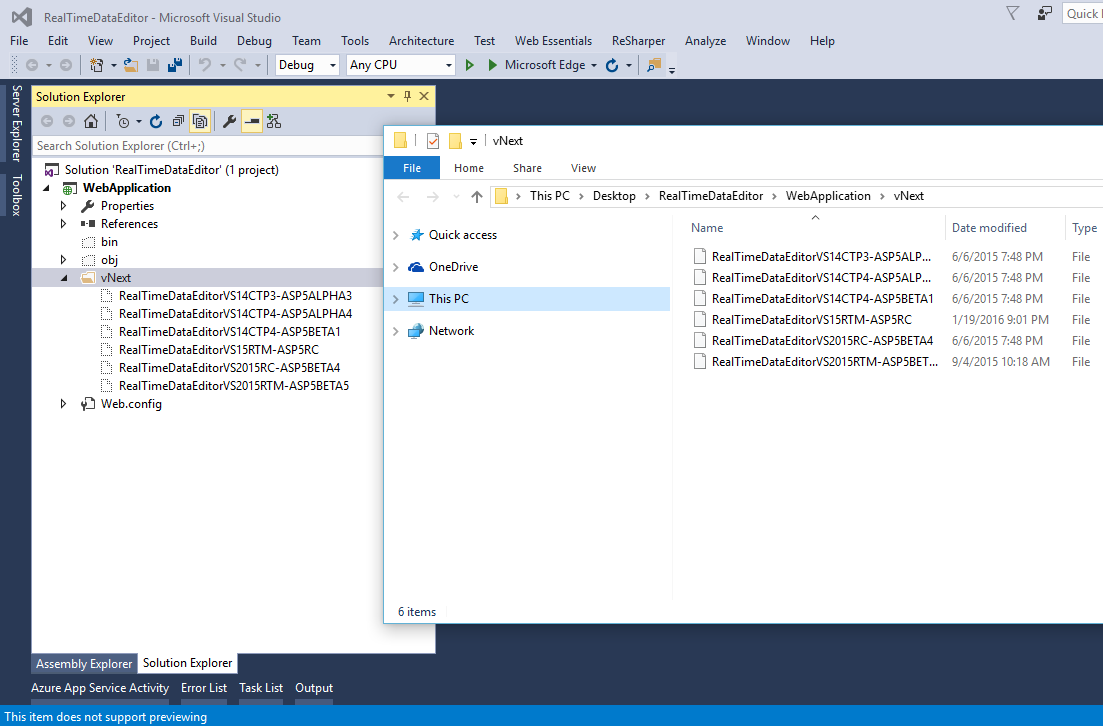 RealTimeDataEditor - Microsoft Visual Studio
Quick
File Edit View Project Build Debug Team Tools Architecture Test Web Essentials ReSharper Analyze Window Help
Debug Any CPU Microsoft Edge
Server Explorer
Toolbox
Solution Explorer
Search Solution Explorer (Ctrl+;)
Solution 'RealTimeDataEditor' (1 project)
WebApplication
Properties
References
bin
obj
vNext
RealTimeDataEditorVS14CTP3-ASP5ALPHA3
RealTimeDataEditorVS14CTP4-ASP5ALPHA4
RealTimeDataEditorVS14CTP4-ASP5BETA1
RealTimeDataEditorVS15RTM-ASP5RC
RealTimeDataEditorVS2015RC-ASP5BETA4
RealTimeDataEditorVS2015RTM-ASP5BETA5
Web.config
vNext
File Home Share View
This PC > Desktop > RealTimeDataEditor > WebApplication > vNext
Quick access
OneDrive
This PC
Network
Name Date modified Type
RealTimeDataEditorVS14CTP3-ASP5ALP... 6/6/2015 7:48 PM File
RealTimeDataEditorVS14CTP4-ASP5ALP... 6/6/2015 7:48 PM File
RealTimeDataEditorVS14CTP4-ASP5BETA1 6/6/2015 7:48 PM File
RealTimeDataEditorVS15RTM-ASP5RC 1/19/2016 9:01 PM File
RealTimeDataEditorVS2015RC-ASP5BETA4 6/6/2015 7:48 PM File
RealTimeDataEditorVS2015RTM-ASP5BET... 9/4/2015 10:18 AM File
6 items
Assembly Explorer Solution Explorer
Azure App Service Activity Error List Task List Output
This item does not support previewing